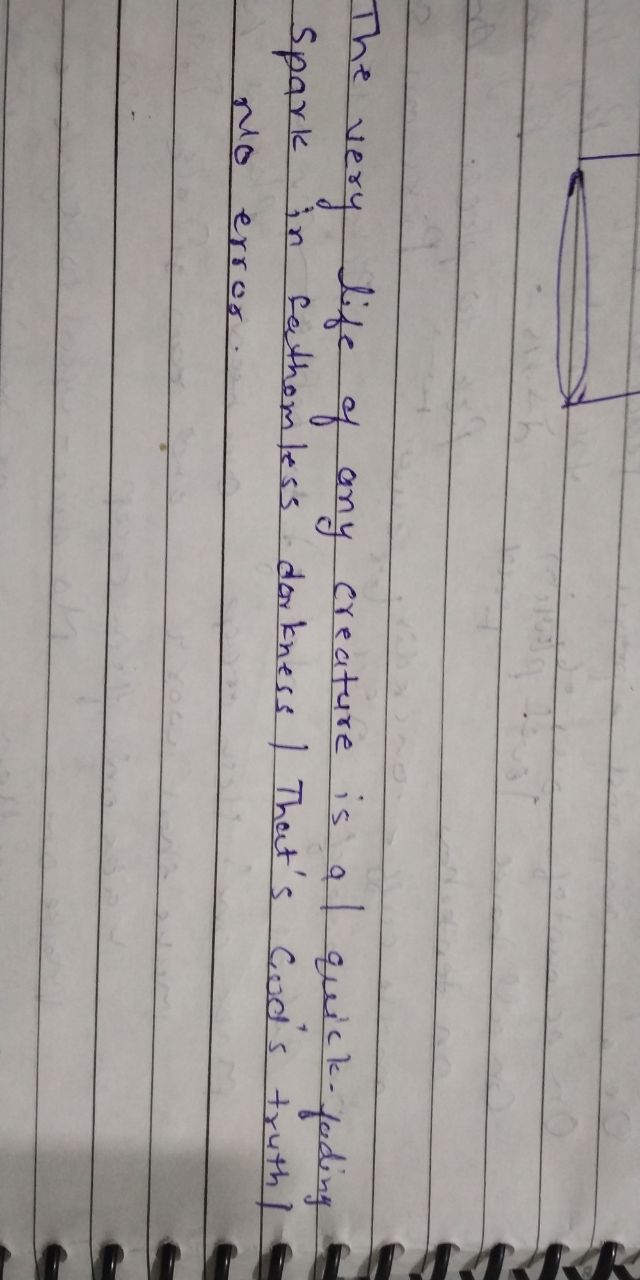 The very life of any creature is a | quick-fading
spark in fathomless darkness | That's God's truth |
No error.